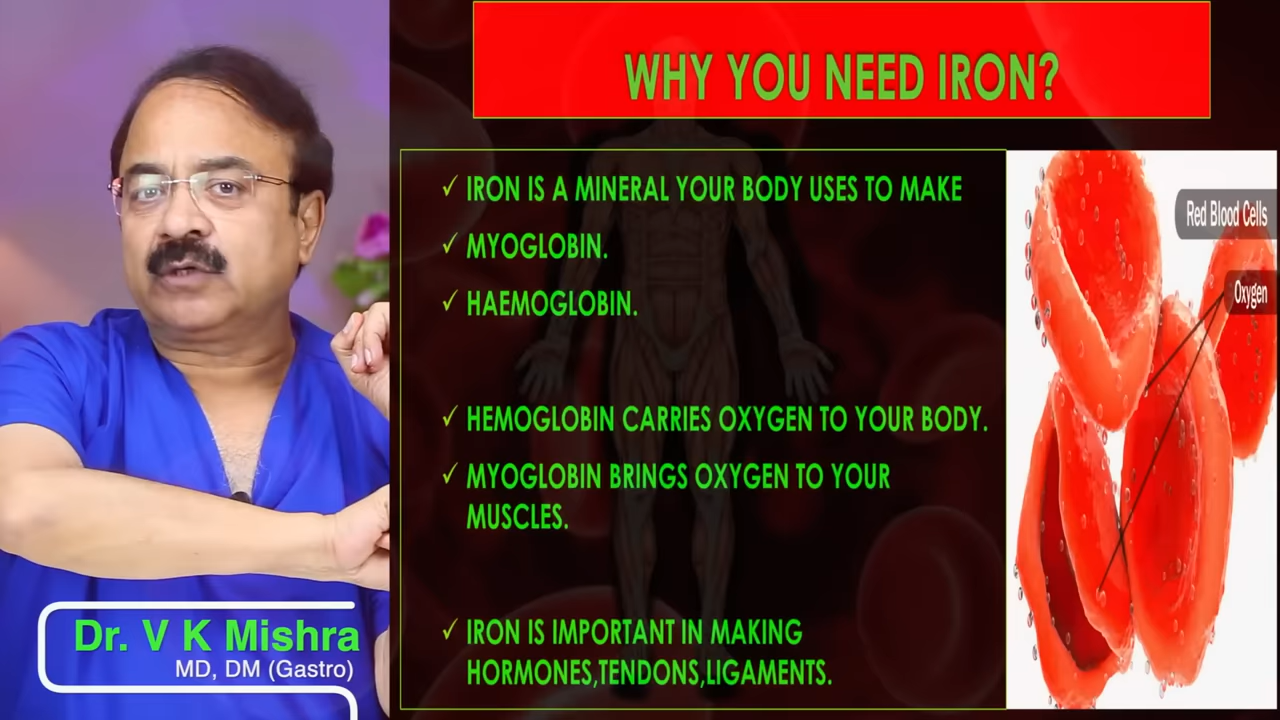 WHY YOU NEED IRON?
✓ IRON IS A MINERAL YOUR BODY USES TO MAKE
✓ MYOGLOBIN.
✓ HAEMOGLOBIN.
✓ HEMOGLOBIN CARRIES OXYGEN TO YOUR BODY.
✓ MYOGLOBIN BRINGS OXYGEN TO YOUR
MUSCLES.
✓ IRON IS IMPORTANT IN MAKING
HORMONES,TENDONS,LIGAMENTS.
Red Blood Cells
Oxygen
Dr. V K Mishra
MD, DM (Gastro)